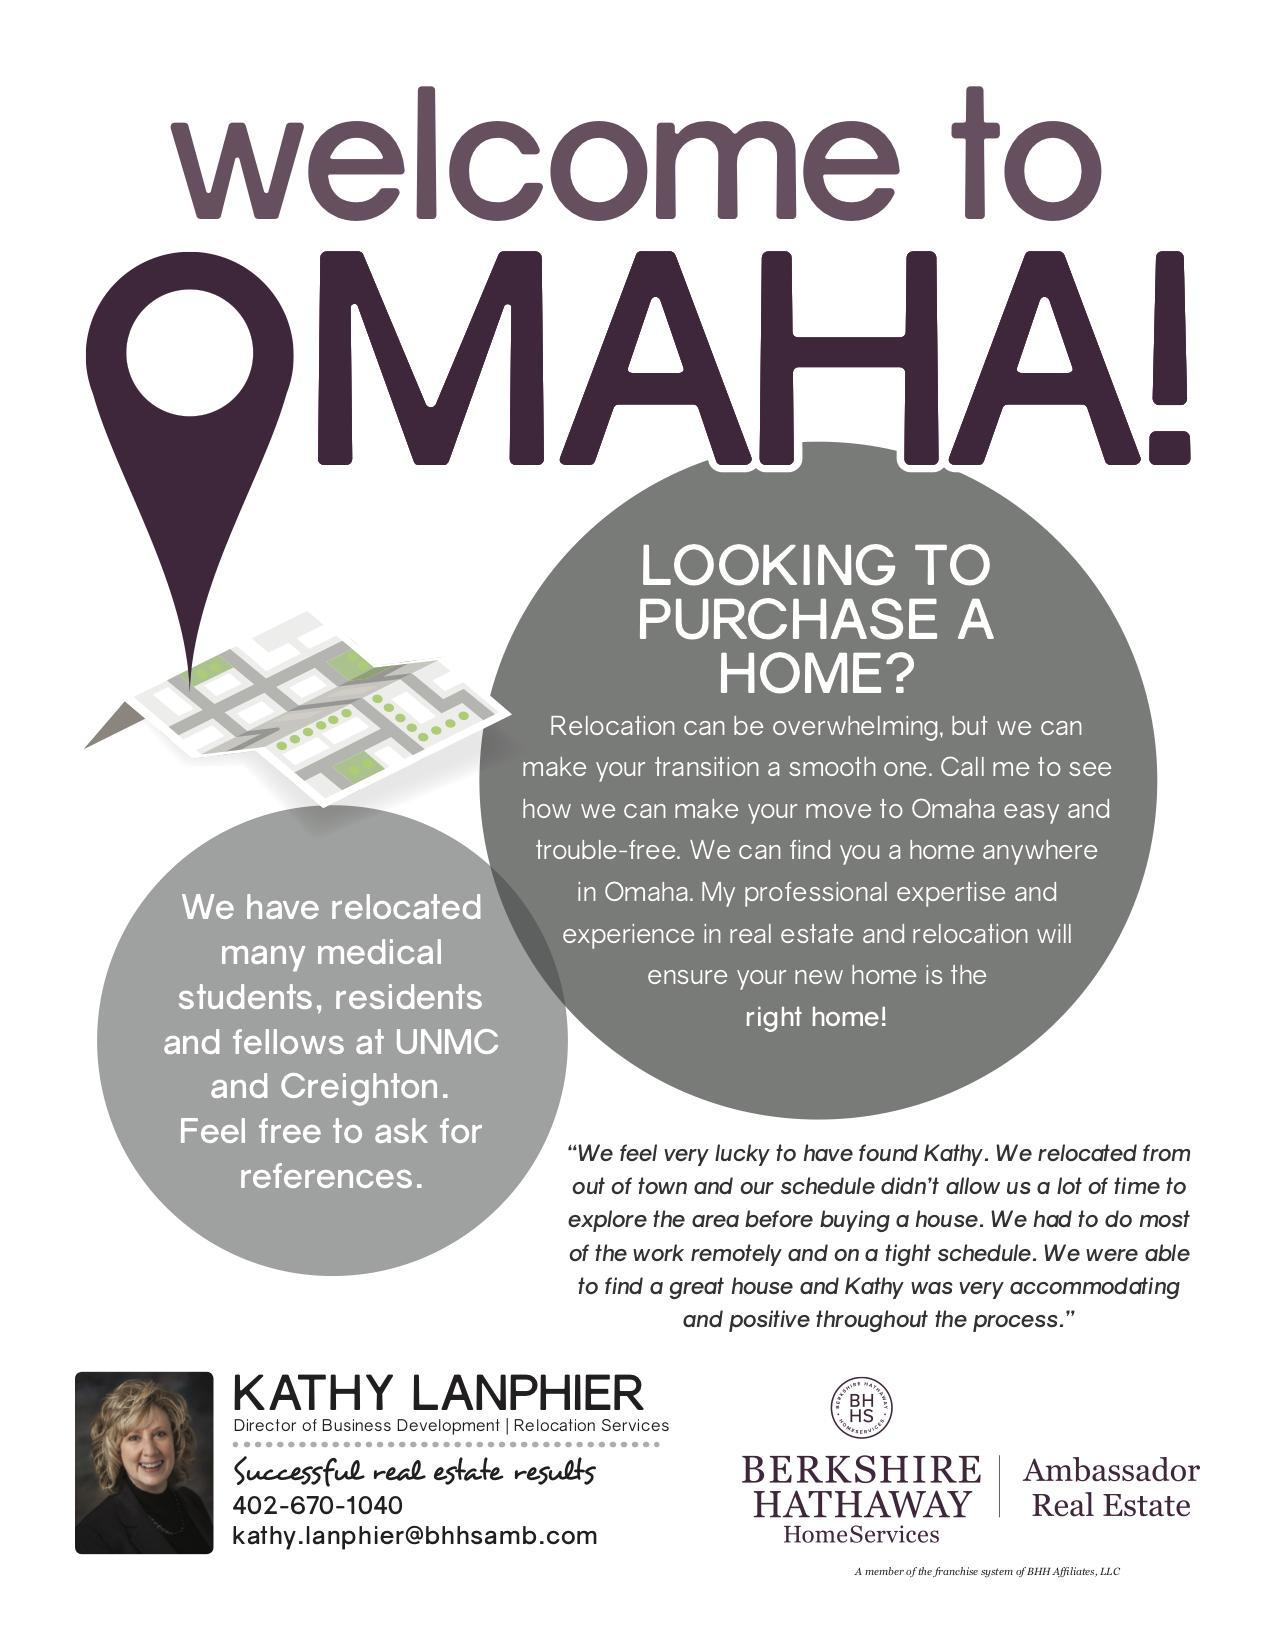 welcome to
OMAHA!
LOOKING TO
PURCHASE A
HOME?
Relocation can be overwhelming, but we can
make your transition a smooth one. Call me to see
how we can make your move to Omaha easy and
trouble-free. We can find you a home anywhere
in Omaha. My professional expertise and
experience in real estate and relocation will
ensure your new home is the
right home!
We have relocated
many medical
students, residents
and fellows at UNMC
and Creighton.
Feel free to ask for
references.
“We feel very lucky to have found Kathy. We relocated from
out of town and our schedule didn’t allow us a lot of time to
explore the area before buying a house. We had to do most
of the work remotely and on a tight schedule. We were able
to find a great house and Kathy was very accommodating
and positive throughout the process.”
KATHY LANPHIER
Director of Business Development | Relocation Services
Successful real estate results
402-670-1040
kathy.lanphier@bhhsamb.com
BERKSHIRE HATHAWAY
BH
HS
HOMESERVICES
BERKSHIRE
HATHAWAY
HomeServices
Ambassador
Real Estate
A member of the franchise system of BHH Affiliates, LLC